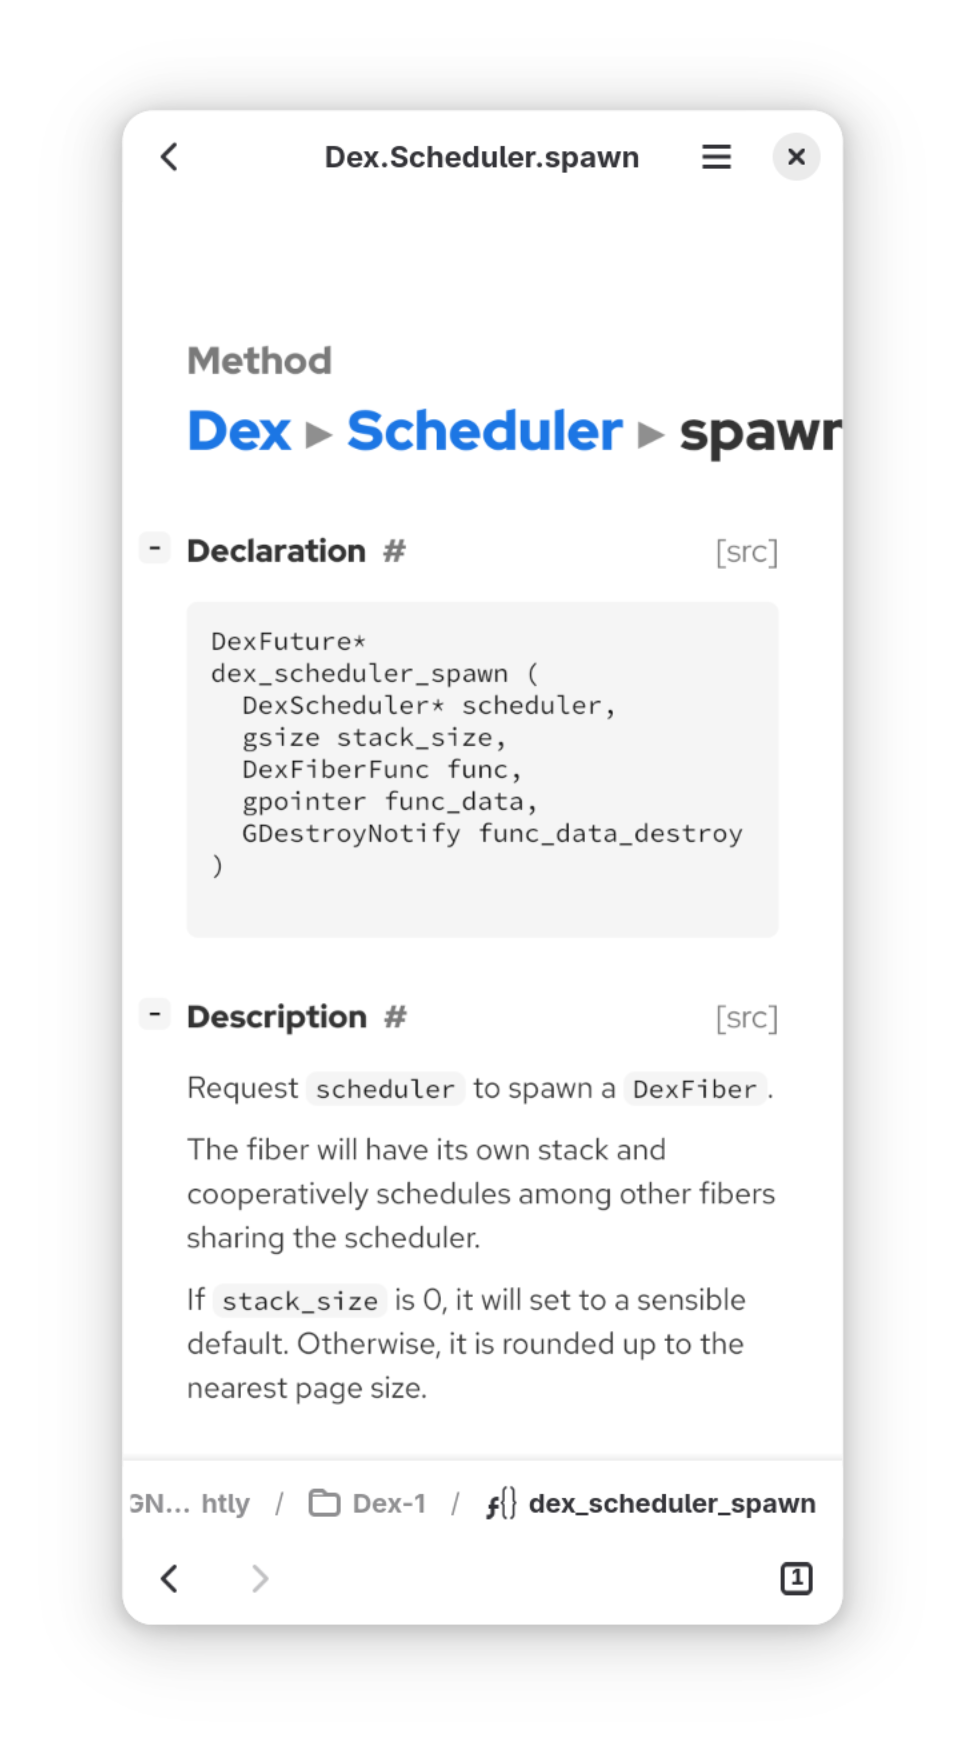 Dex.Scheduler.spawn
Method
Dex ▸ Scheduler ▸ spawn
- Declaration # [src]
DexFuture*
dex_scheduler_spawn (
  DexScheduler* scheduler,
  gsize stack_size,
  DexFiberFunc func,
  gpointer func_data,
  GDestroyNotify func_data_destroy
)
- Description # [src]
Request scheduler to spawn a DexFiber.
The fiber will have its own stack and
cooperatively schedules among other fibers
sharing the scheduler.
If stack_size is 0, it will set to a sensible
default. Otherwise, it is rounded up to the
nearest page size.
GN… htly / Dex-1 / ƒ{} dex_scheduler_spawn
1